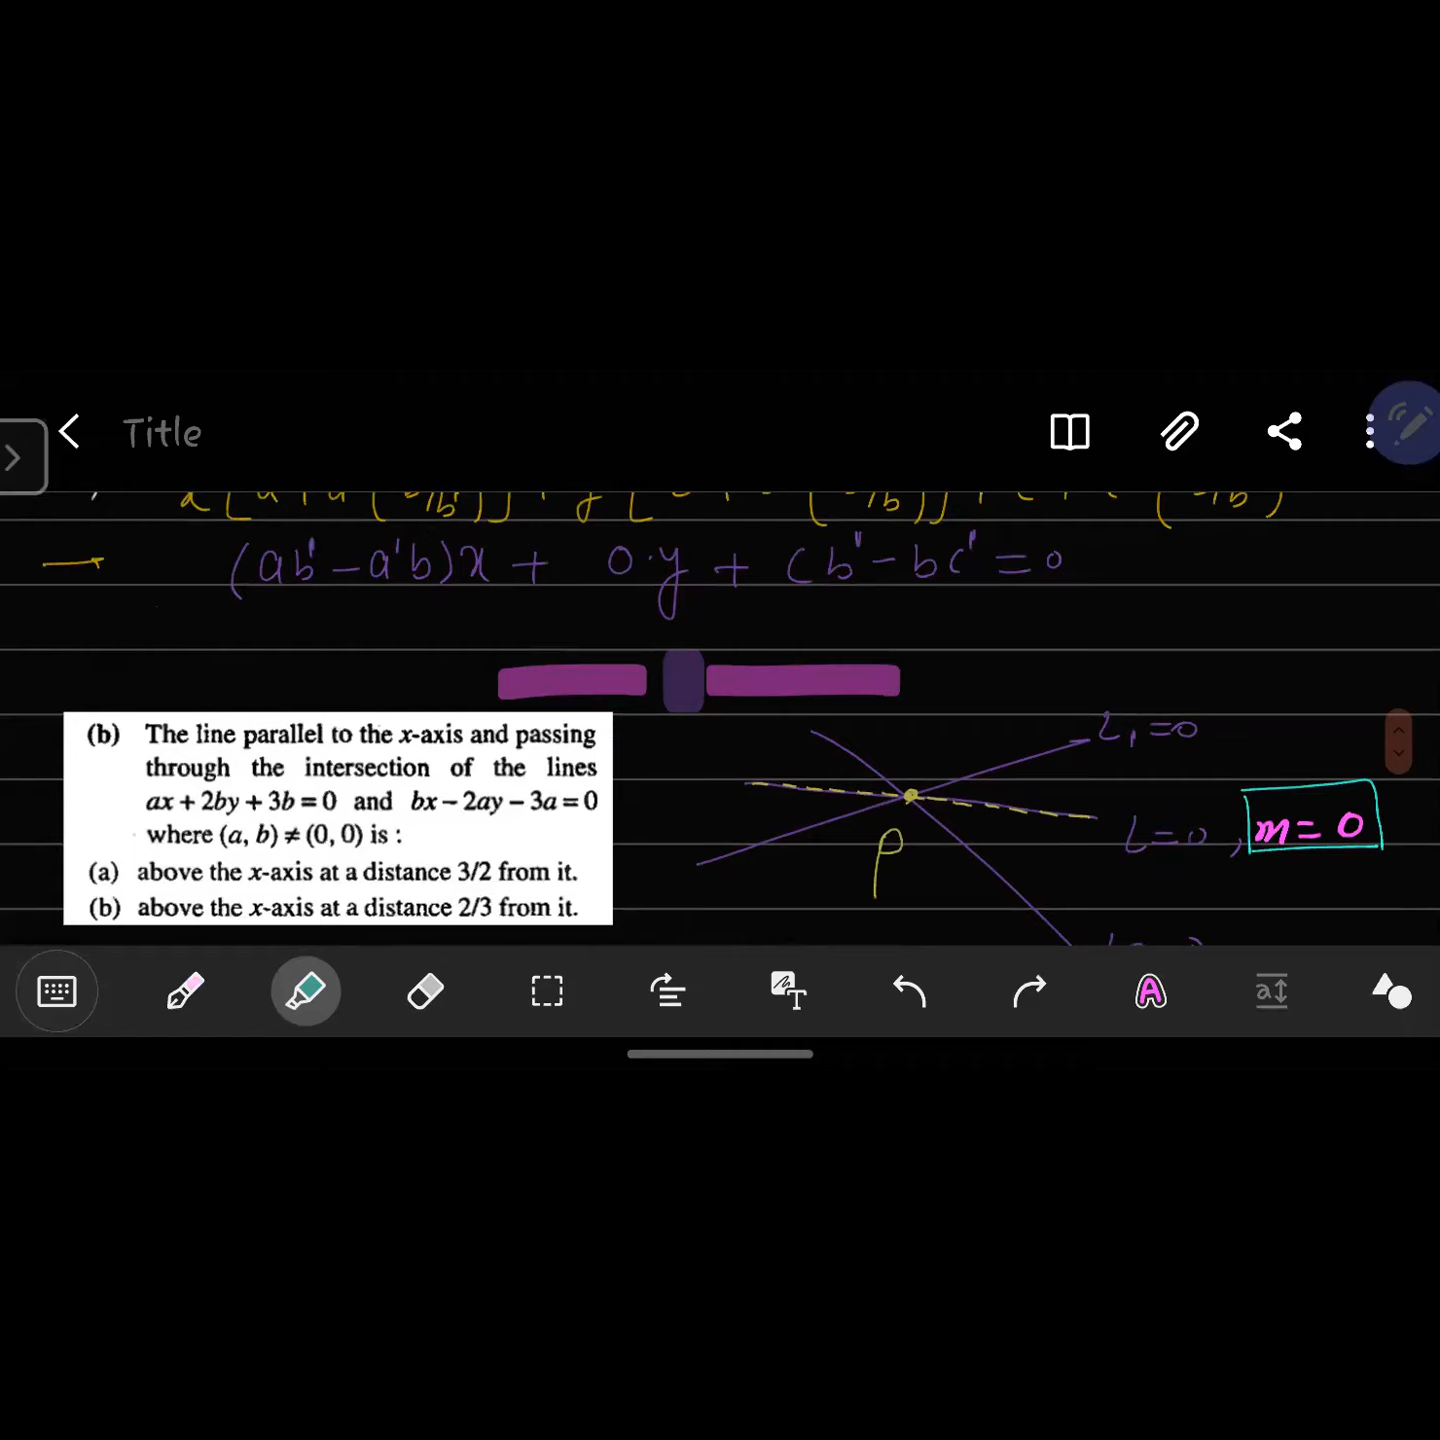 Title
(ab' - a'b)x + 0·y + cb' - bc' = 0
(b) The line parallel to the x-axis and passing
through the intersection of the lines
ax + 2by + 3b = 0 and bx - 2ay - 3a = 0
where (a, b) ≠ (0, 0) is :
(a) above the x-axis at a distance 3/2 from it.
(b) above the x-axis at a distance 2/3 from it.
L₁ = 0
L = 0 , m = 0
P